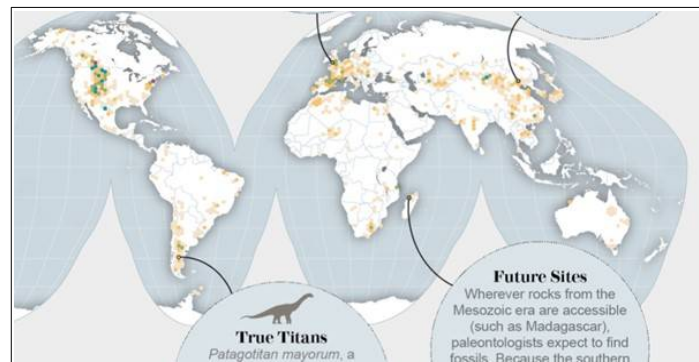 True Titans
Patagotitan mayorum, a
Future Sites
Wherever rocks from the
Mesozoic era are accessible
(such as Madagascar),
paleontologists expect to find
fossils. Because the southern